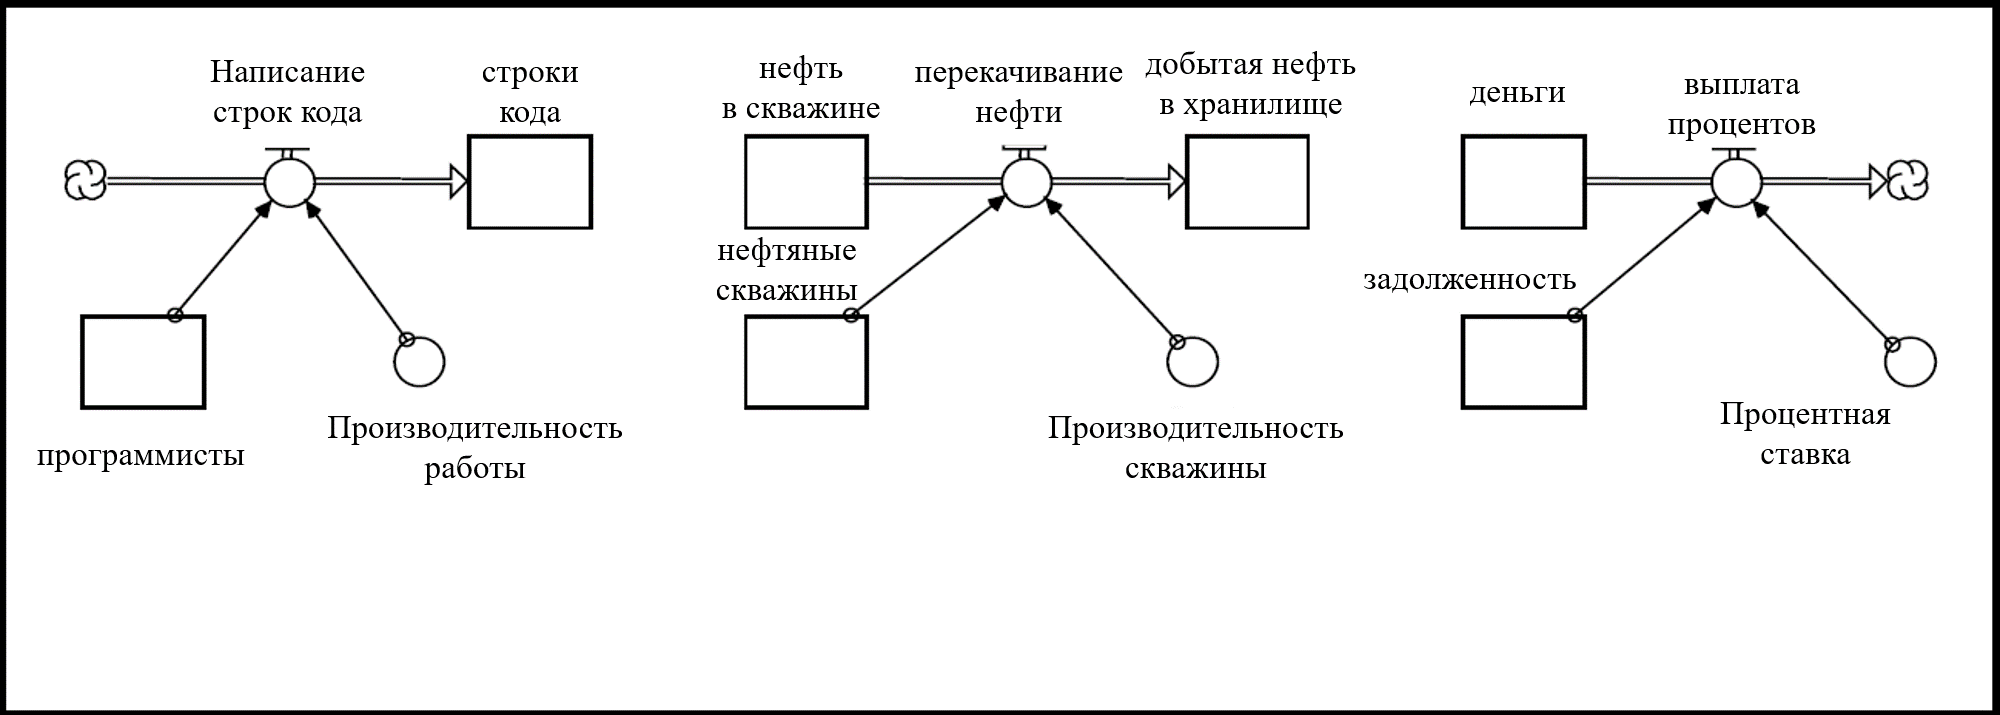 Написание
строк кода
строки
кода
программисты
Производительность
работы
нефть
в скважине
перекачивание
нефти
добытая нефть
в хранилище
нефтяные
скважины
Производительность
скважины
деньги
выплата
процентов
задолженность
Процентная
ставка